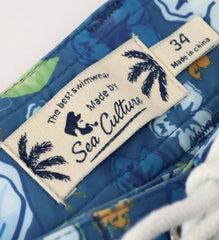 The best swimwear
Made by
Sea Culture
34
Made in china